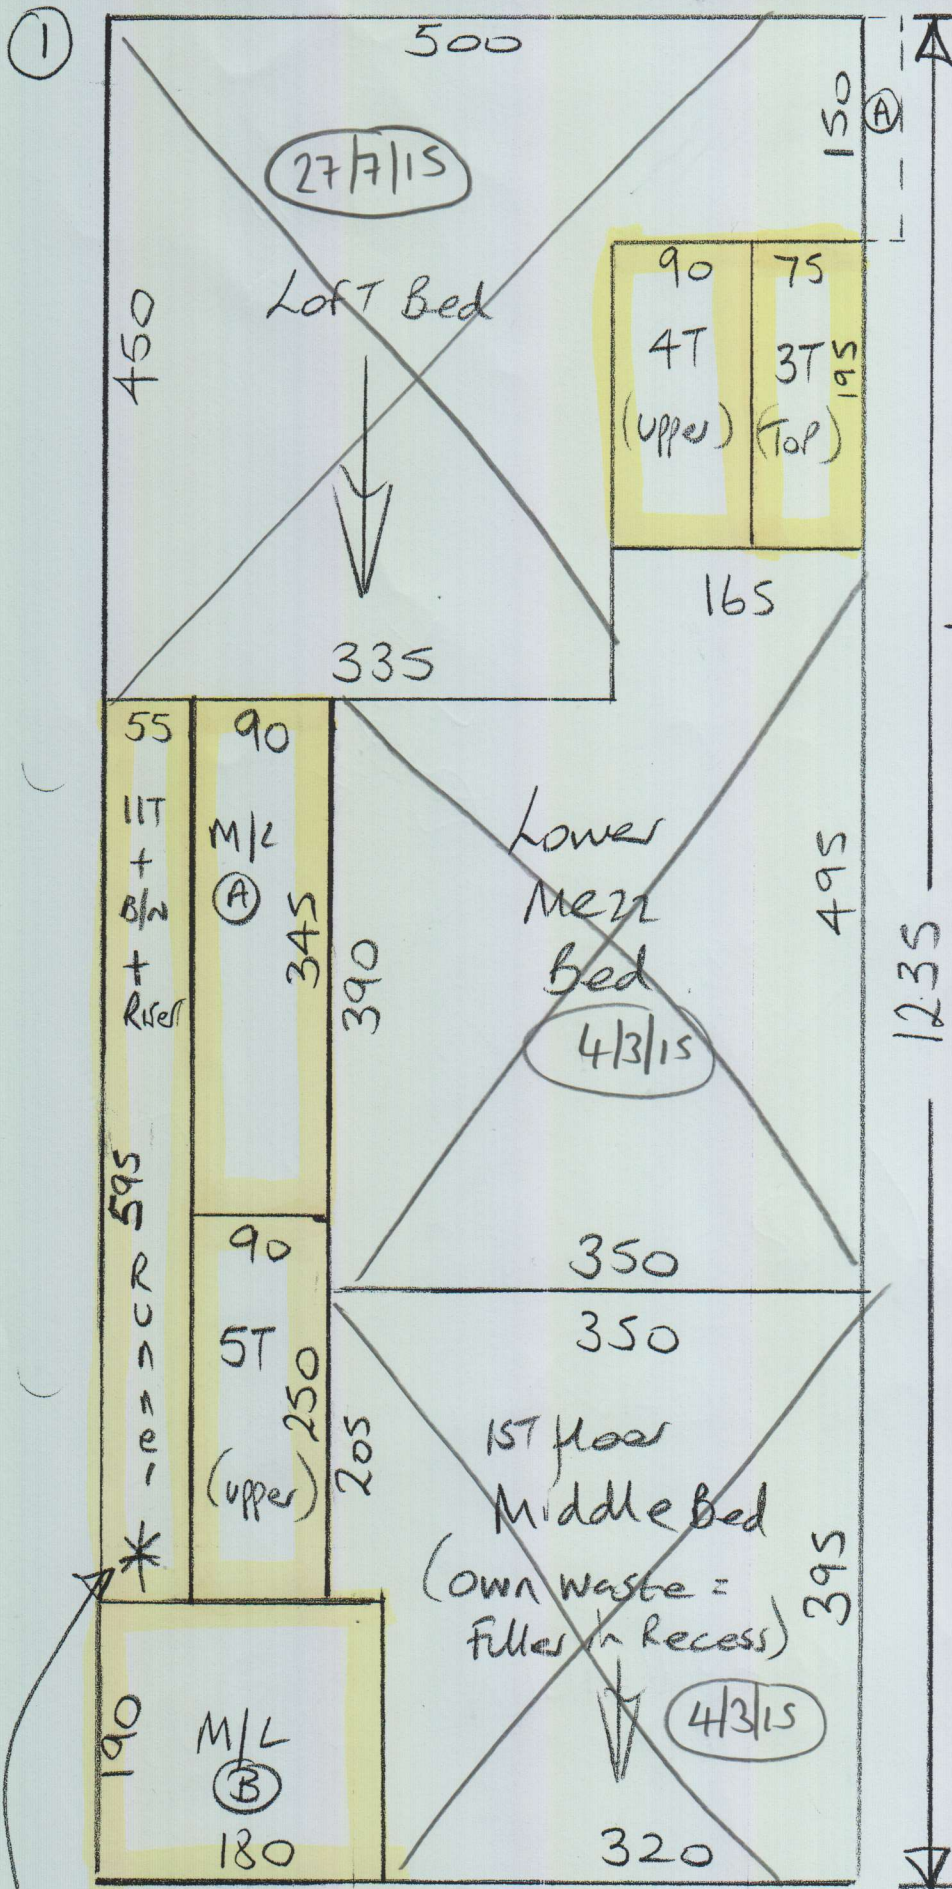 ①
500
150
Ⓐ
27/7/15
Loft Bed
450
90
4T
(upper)
75
3T
(Top)
195
165
335
55
11T
+
B/N
+
Riser
595
90
M/L
Ⓐ
345
390
Lower
Mezz
Bed
4/3/15
495
1235
350
90
5T
(upper)
250
205
350
1ST floor
Middle Bed
(own waste =
Filler in Recess)
395
4/3/15
*
190
M/L
Ⓑ
180
320